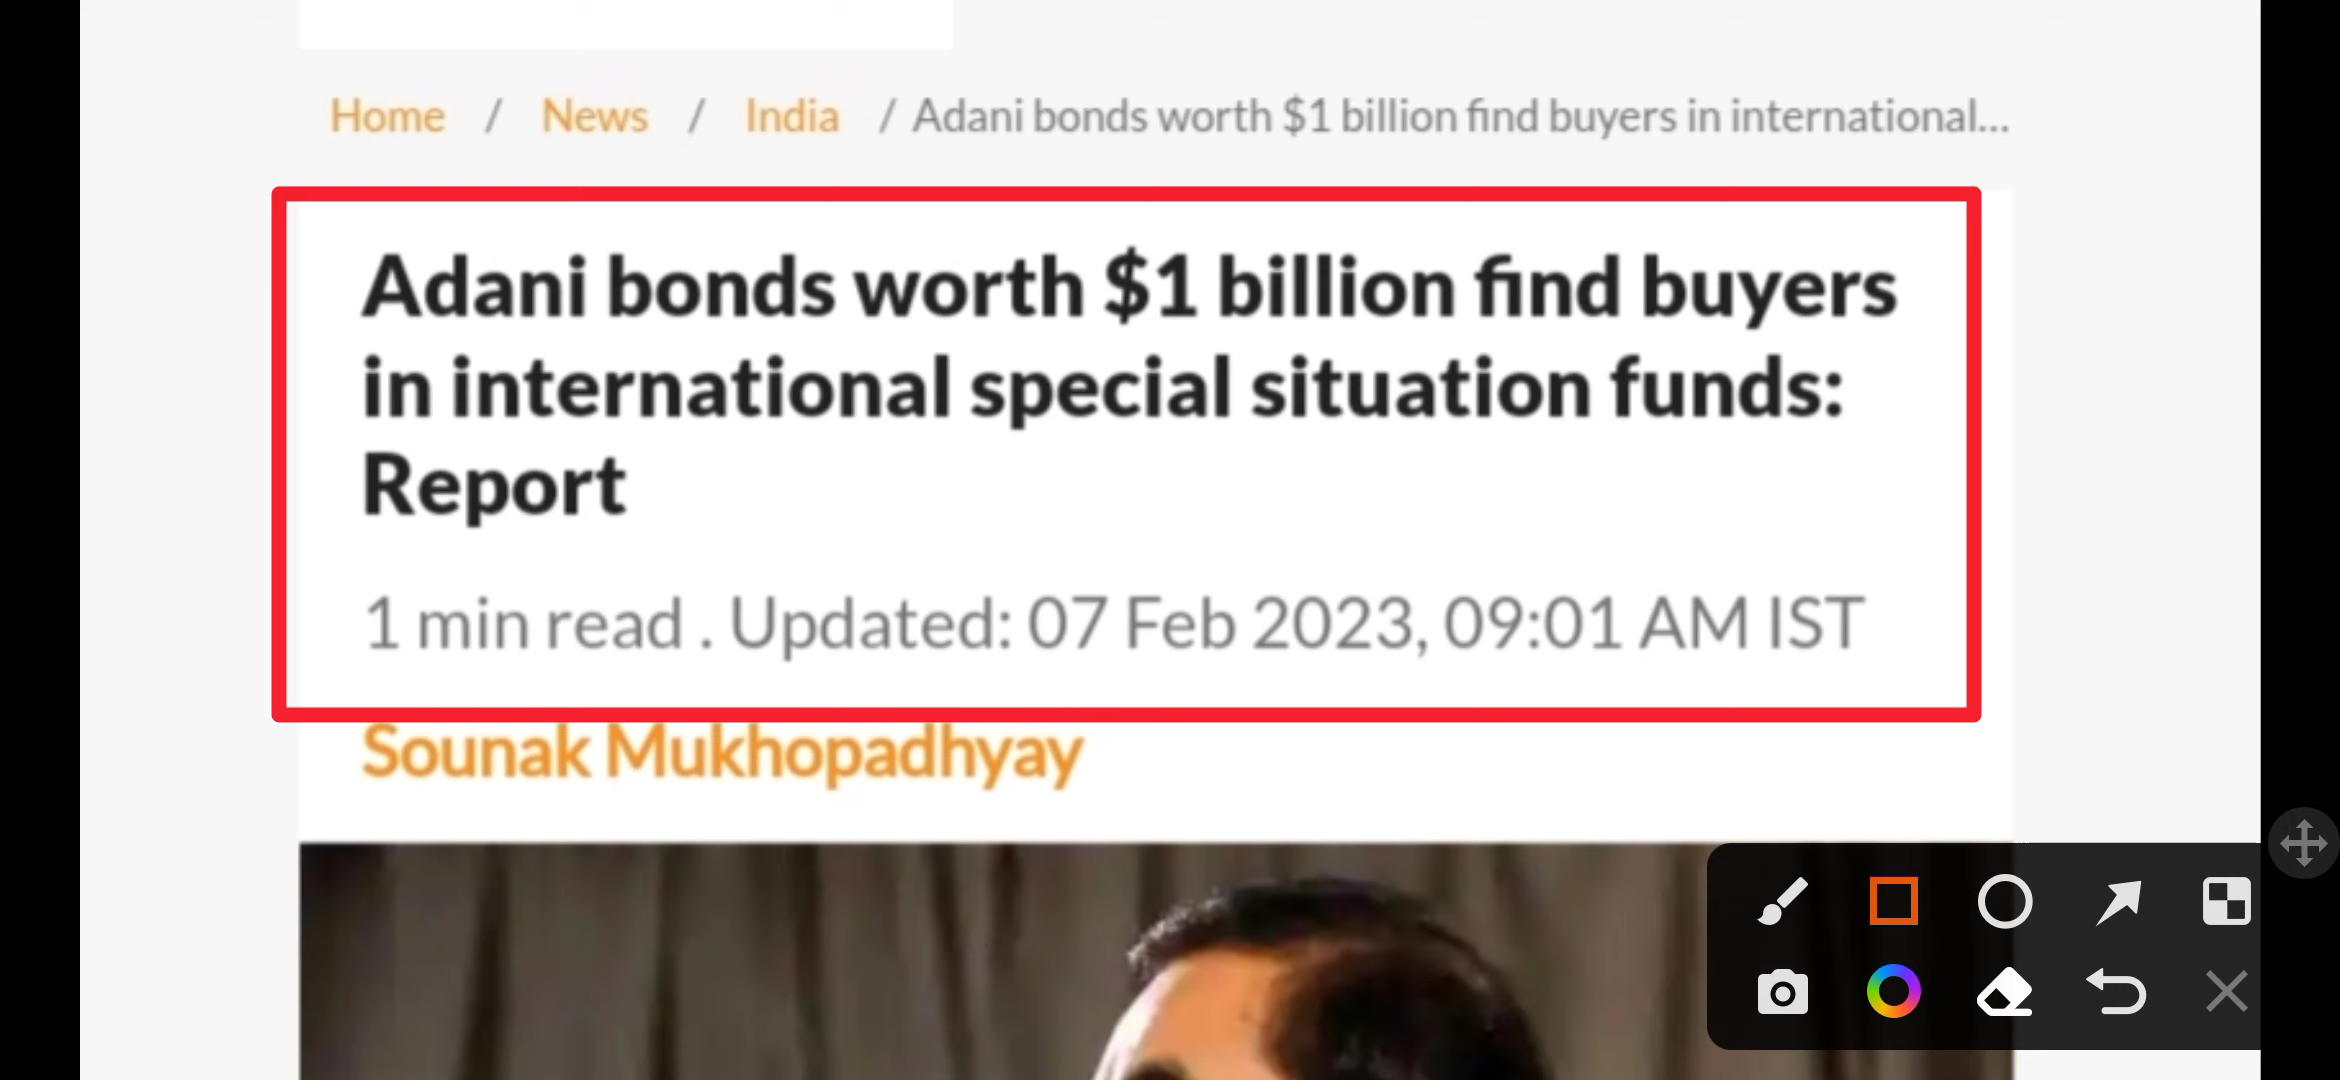 Home / News / India / Adani bonds worth $1 billion find buyers in international...
Adani bonds worth $1 billion find buyers
in international special situation funds:
Report
1 min read . Updated: 07 Feb 2023, 09:01 AM IST
Sounak Mukhopadhyay